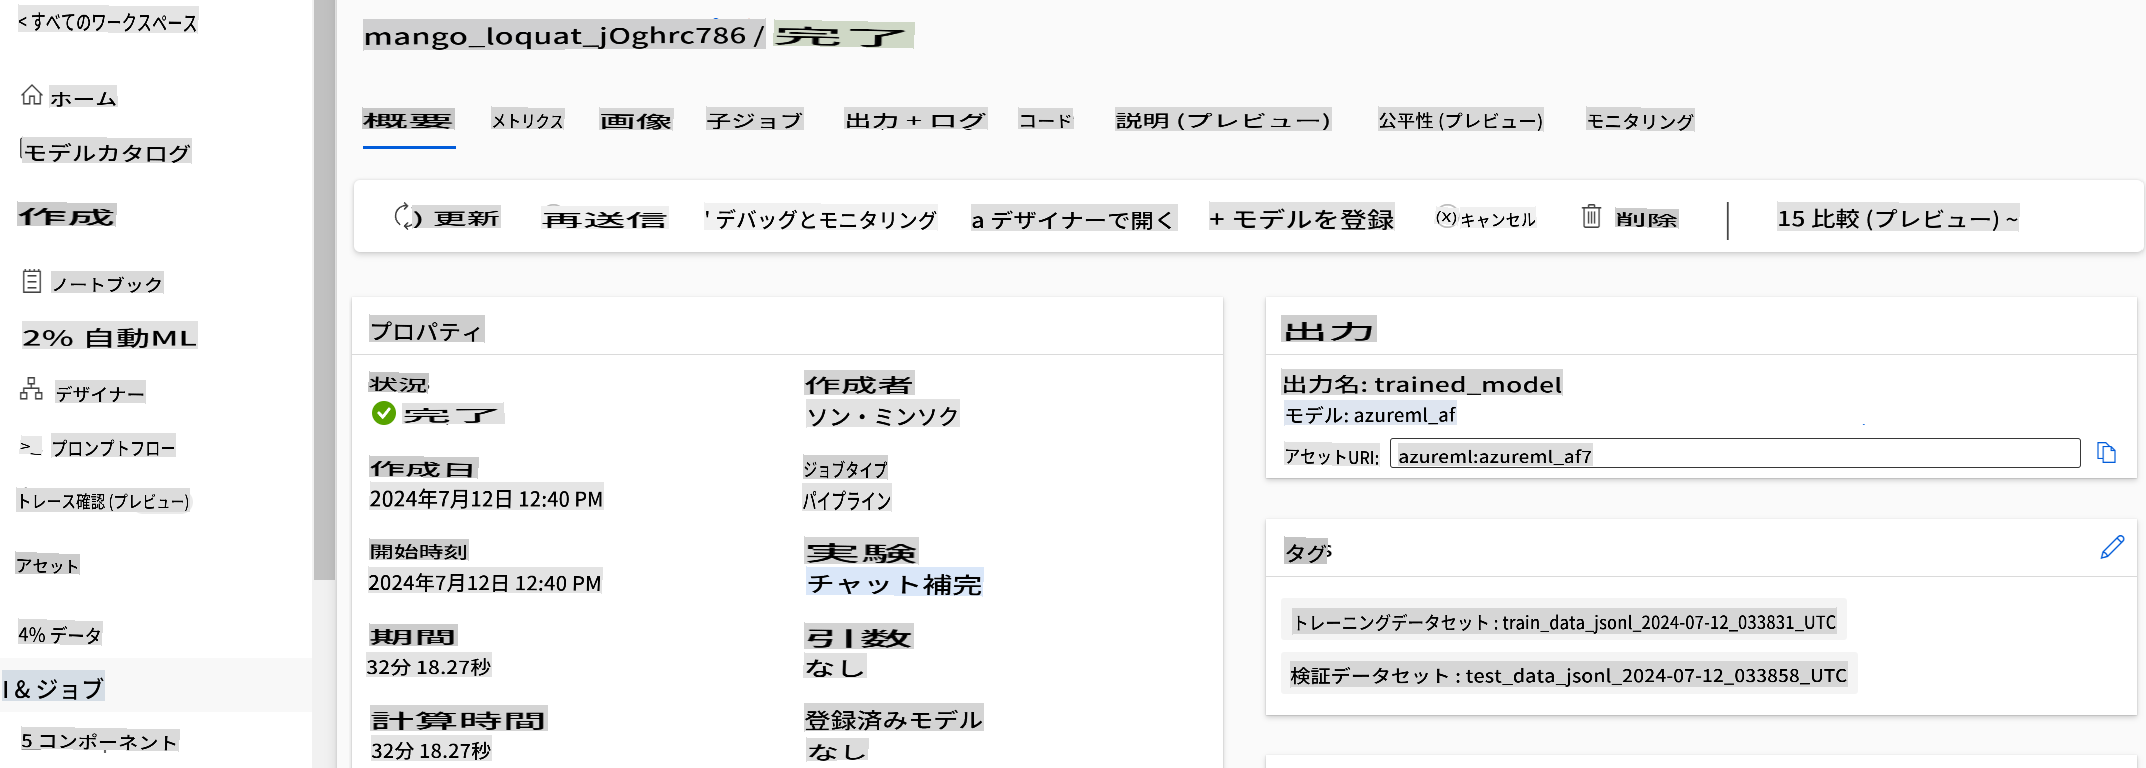 < すべてのワークスペース
ホーム
モデルカタログ
作成
ノートブック
2% 自動ML
デザイナー
>_ プロンプトフロー
トレース確認 (プレビュー)
アセット
4% データ
I & ジョブ
5 コンポーネント
mango_loquat_jOghrc786 / 完了
概要 メトリクス 画像 子ジョブ 出力 + ログ コード 説明 (プレビュー) 公平性 (プレビュー) モニタリング
) 更新 再送信 ' デバッグとモニタリング a デザイナーで開く + モデルを登録 キャンセル 削除 15 比較 (プレビュー) ~
プロパティ
状況
完了
作成日
2024年7月12日 12:40 PM
開始時刻
2024年7月12日 12:40 PM
期間
32分 18.27秒
計算時間
32分 18.27秒
作成者
ソン・ミンソク
ジョブタイプ
パイプライン
実験
チャット補完
引数
なし
登録済みモデル
なし
出力
出力名: trained_model
モデル: azureml_af
アセットURI: azureml:azureml_af7
タグs
トレーニングデータセット : train_data_jsonl_2024-07-12_033831_UTC
検証データセット : test_data_jsonl_2024-07-12_033858_UTC